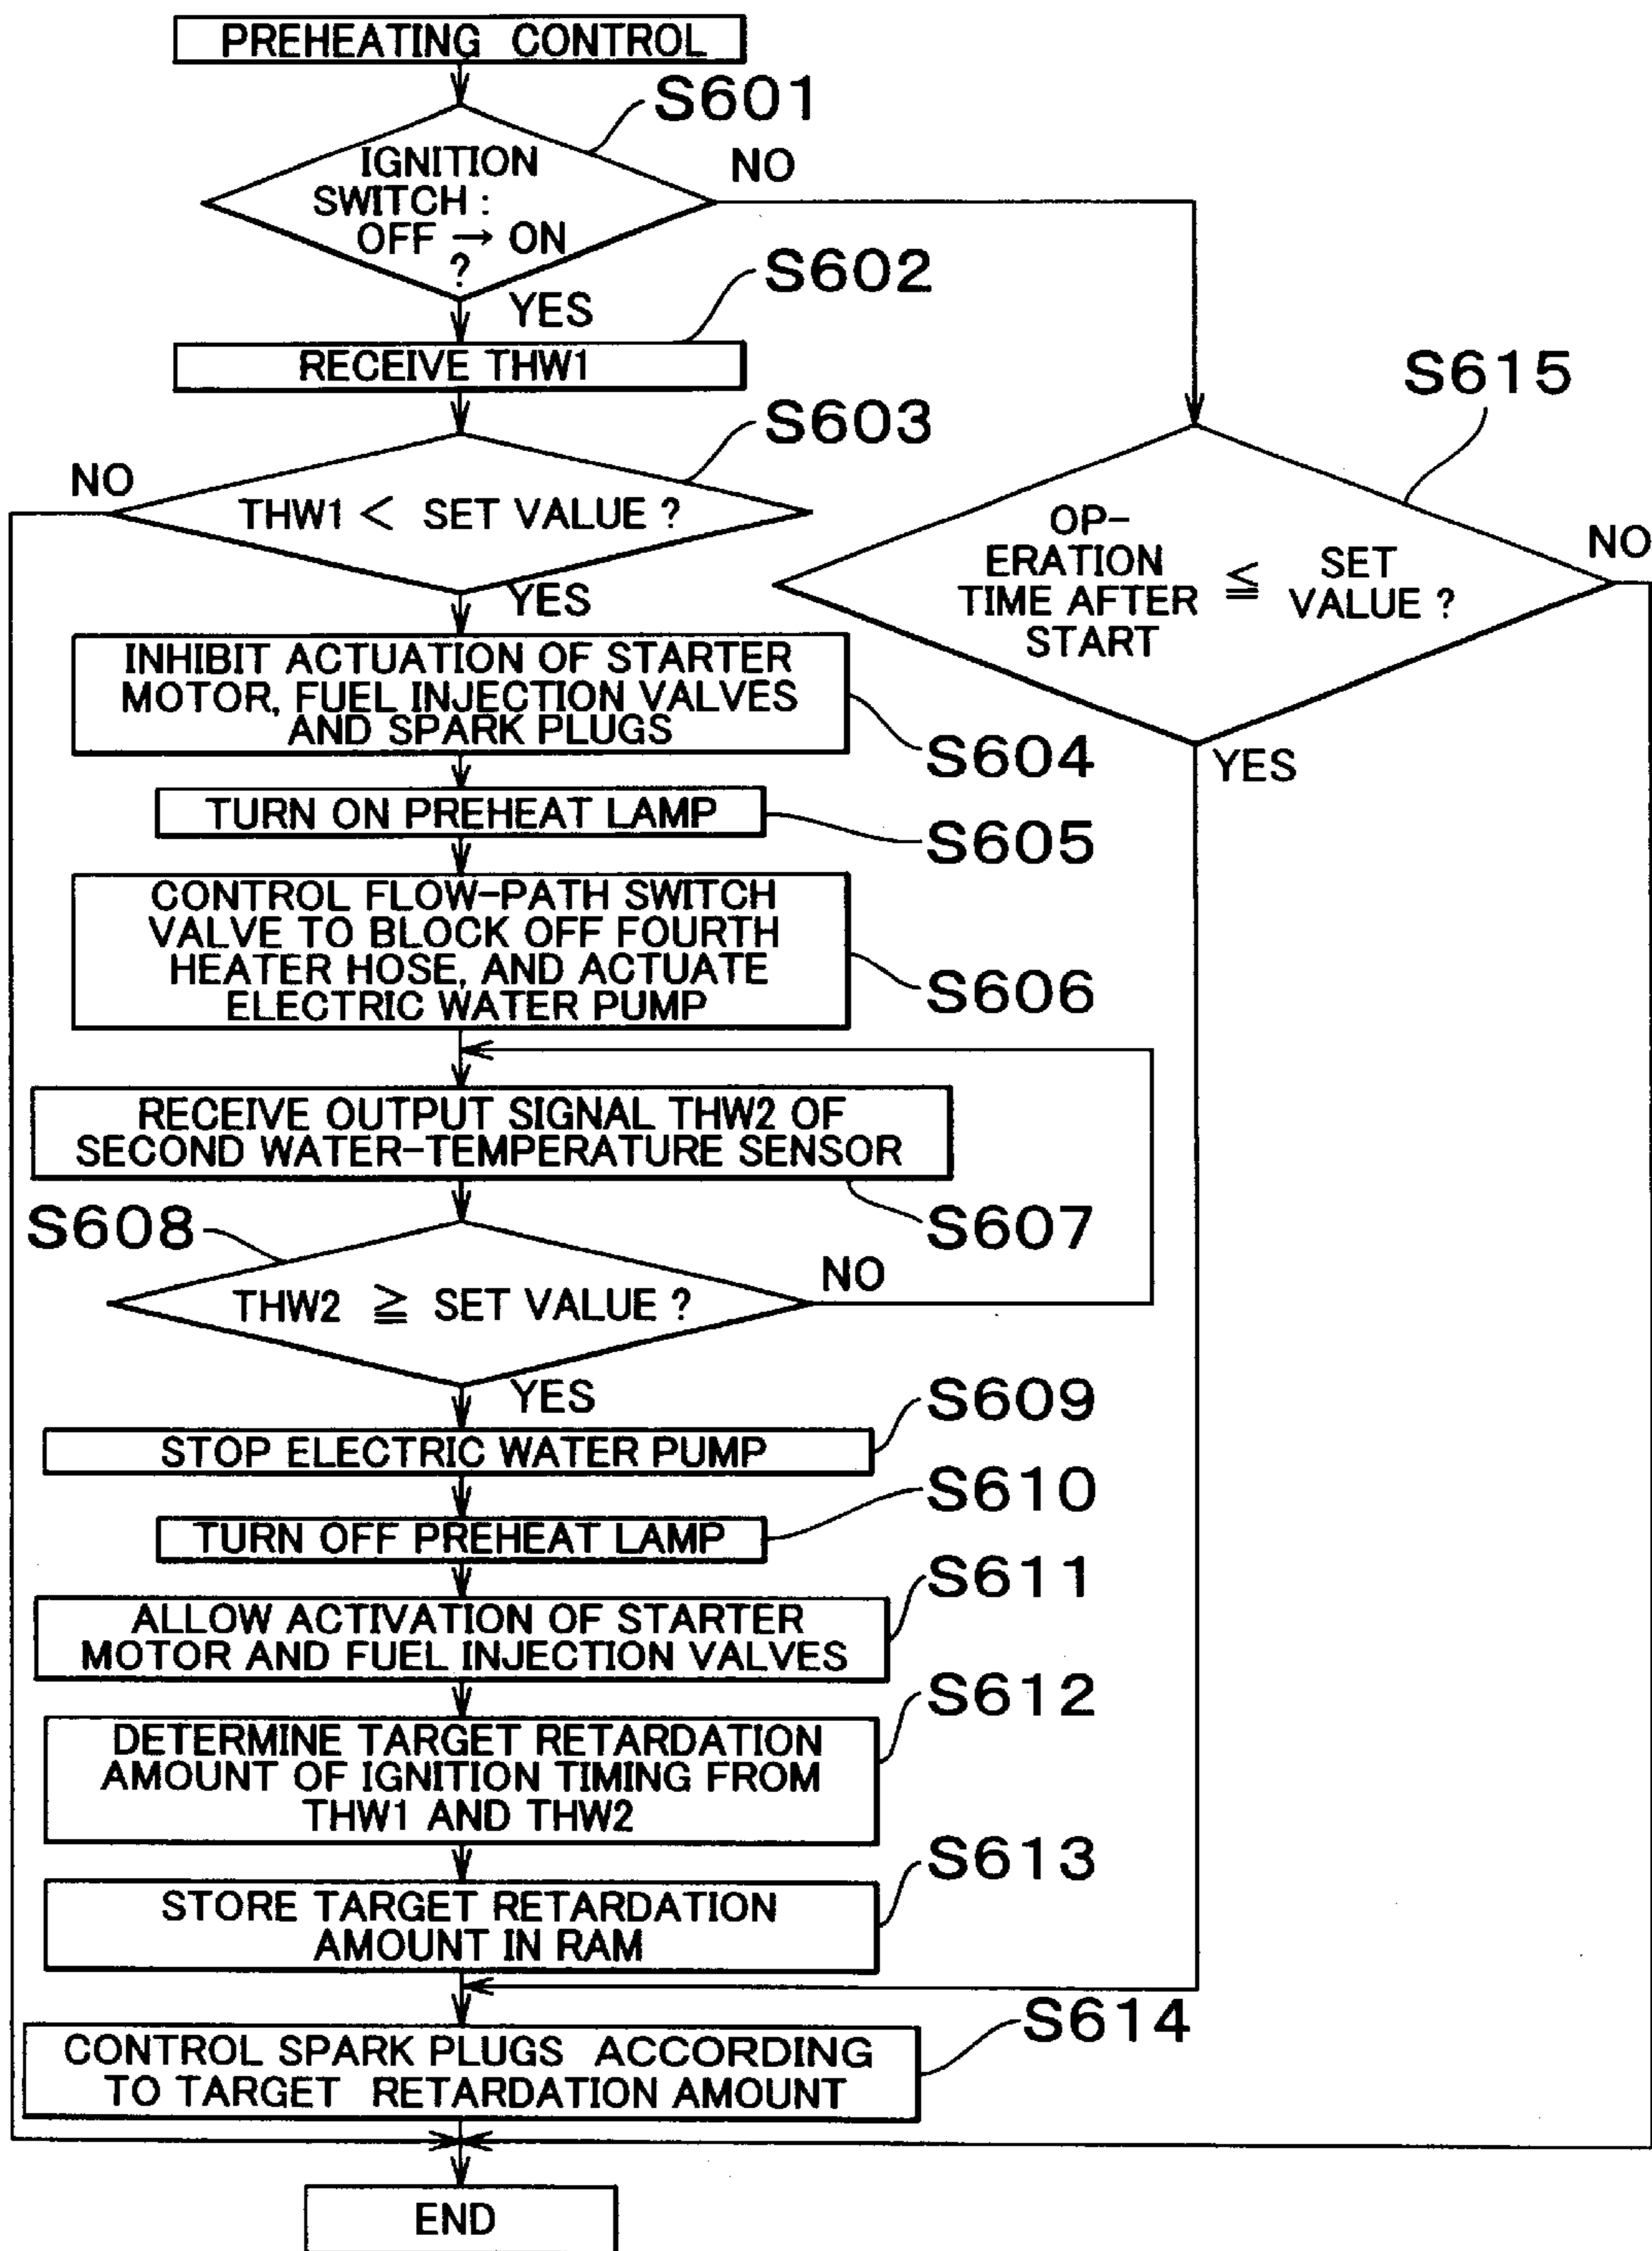 PREHEATING CONTROL
S601
IGNITION
SWITCH :
OFF → ON
?
NO
YES
S602
RECEIVE THW1
S603
THW1 < SET VALUE ?
NO
YES
S615
OP-
ERATION
TIME AFTER
START
≦
SET
VALUE ?
NO
YES
INHIBIT ACTUATION OF STARTER
MOTOR, FUEL INJECTION VALVES
AND SPARK PLUGS
S604
TURN ON PREHEAT LAMP
S605
CONTROL FLOW-PATH SWITCH
VALVE TO BLOCK OFF FOURTH
HEATER HOSE, AND ACTUATE
ELECTRIC WATER PUMP
S606
RECEIVE OUTPUT SIGNAL THW2 OF
SECOND WATER-TEMPERATURE SENSOR
S607
S608
THW2 ≧ SET VALUE ?
NO
YES
S609
STOP ELECTRIC WATER PUMP
S610
TURN OFF PREHEAT LAMP
S611
ALLOW ACTIVATION OF STARTER
MOTOR AND FUEL INJECTION VALVES
S612
DETERMINE TARGET RETARDATION
AMOUNT OF IGNITION TIMING FROM
THW1 AND THW2
S613
STORE TARGET RETARDATION
AMOUNT IN RAM
S614
CONTROL SPARK PLUGS ACCORDING
TO TARGET RETARDATION AMOUNT
END